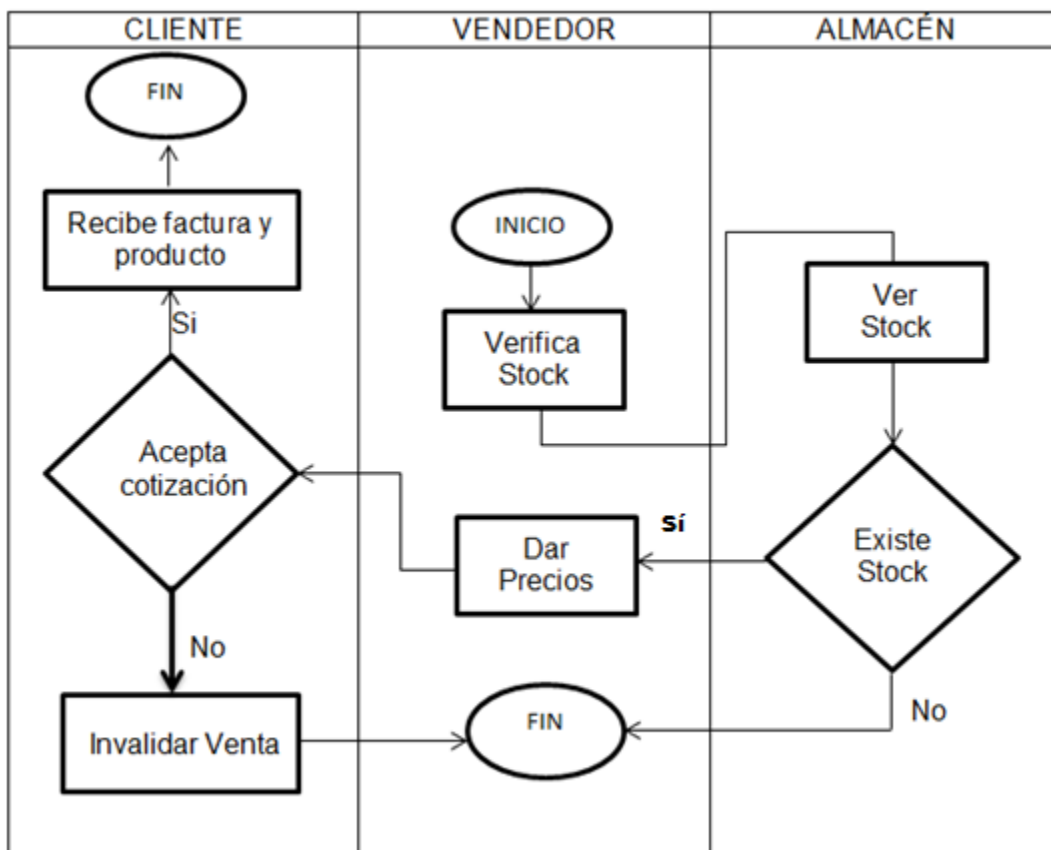 CLIENTE
VENDEDOR
ALMACÉN
FIN
Recibe factura y
producto
Si
Acepta
cotización
No
Invalidar Venta
INICIO
Verifica
Stock
Dar
Precios
FIN
Ver
Stock
Sí
Existe
Stock
No